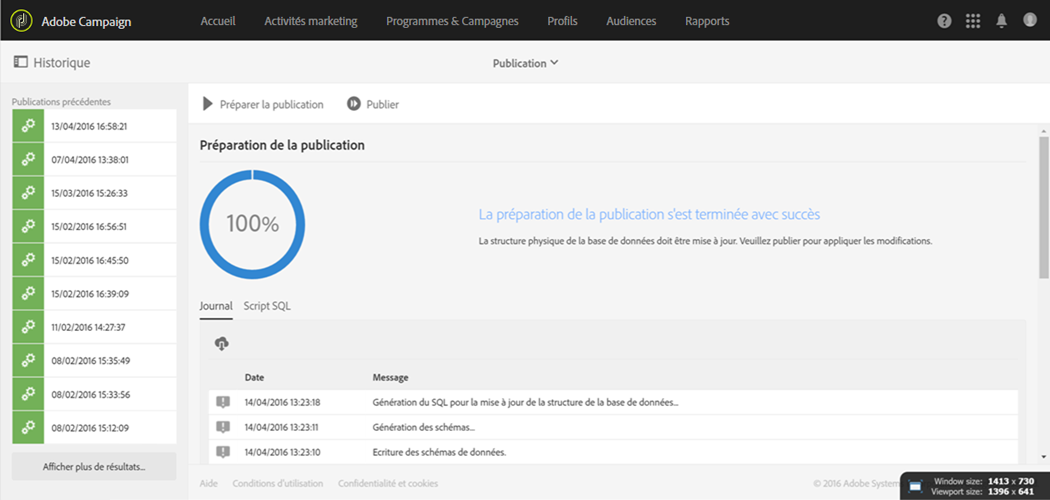 Adobe Campaign
Accueil
Activités marketing
Programmes & Campagnes
Profils
Audiences
Rapports
Historique
Publication
Publications précédentes
13/04/2016 16:58:21
07/04/2016 13:38:01
15/03/2016 15:26:33
15/02/2016 16:56:51
15/02/2016 16:45:50
15/02/2016 16:39:09
11/02/2016 14:27:37
08/02/2016 15:35:49
08/02/2016 15:33:56
08/02/2016 15:12:09
Afficher plus de résultats...
Préparer la publication
Publier
Préparation de la publication
100%
La préparation de la publication s'est terminée avec succès
La structure physique de la base de données doit être mise à jour. Veuillez publier pour appliquer les modifications.
Journal
Script SQL
Date
Message
14/04/2016 13:23:18
Génération du SQL pour la mise à jour de la structure de la base de données...
14/04/2016 13:23:11
Génération des schémas...
14/04/2016 13:23:10
Ecriture des schémas de données.
Aide
Conditions d'utilisation
Confidentialité et cookies
© 2016 Adobe System
Window size: 1413 x 730
Viewport size: 1396 x 641